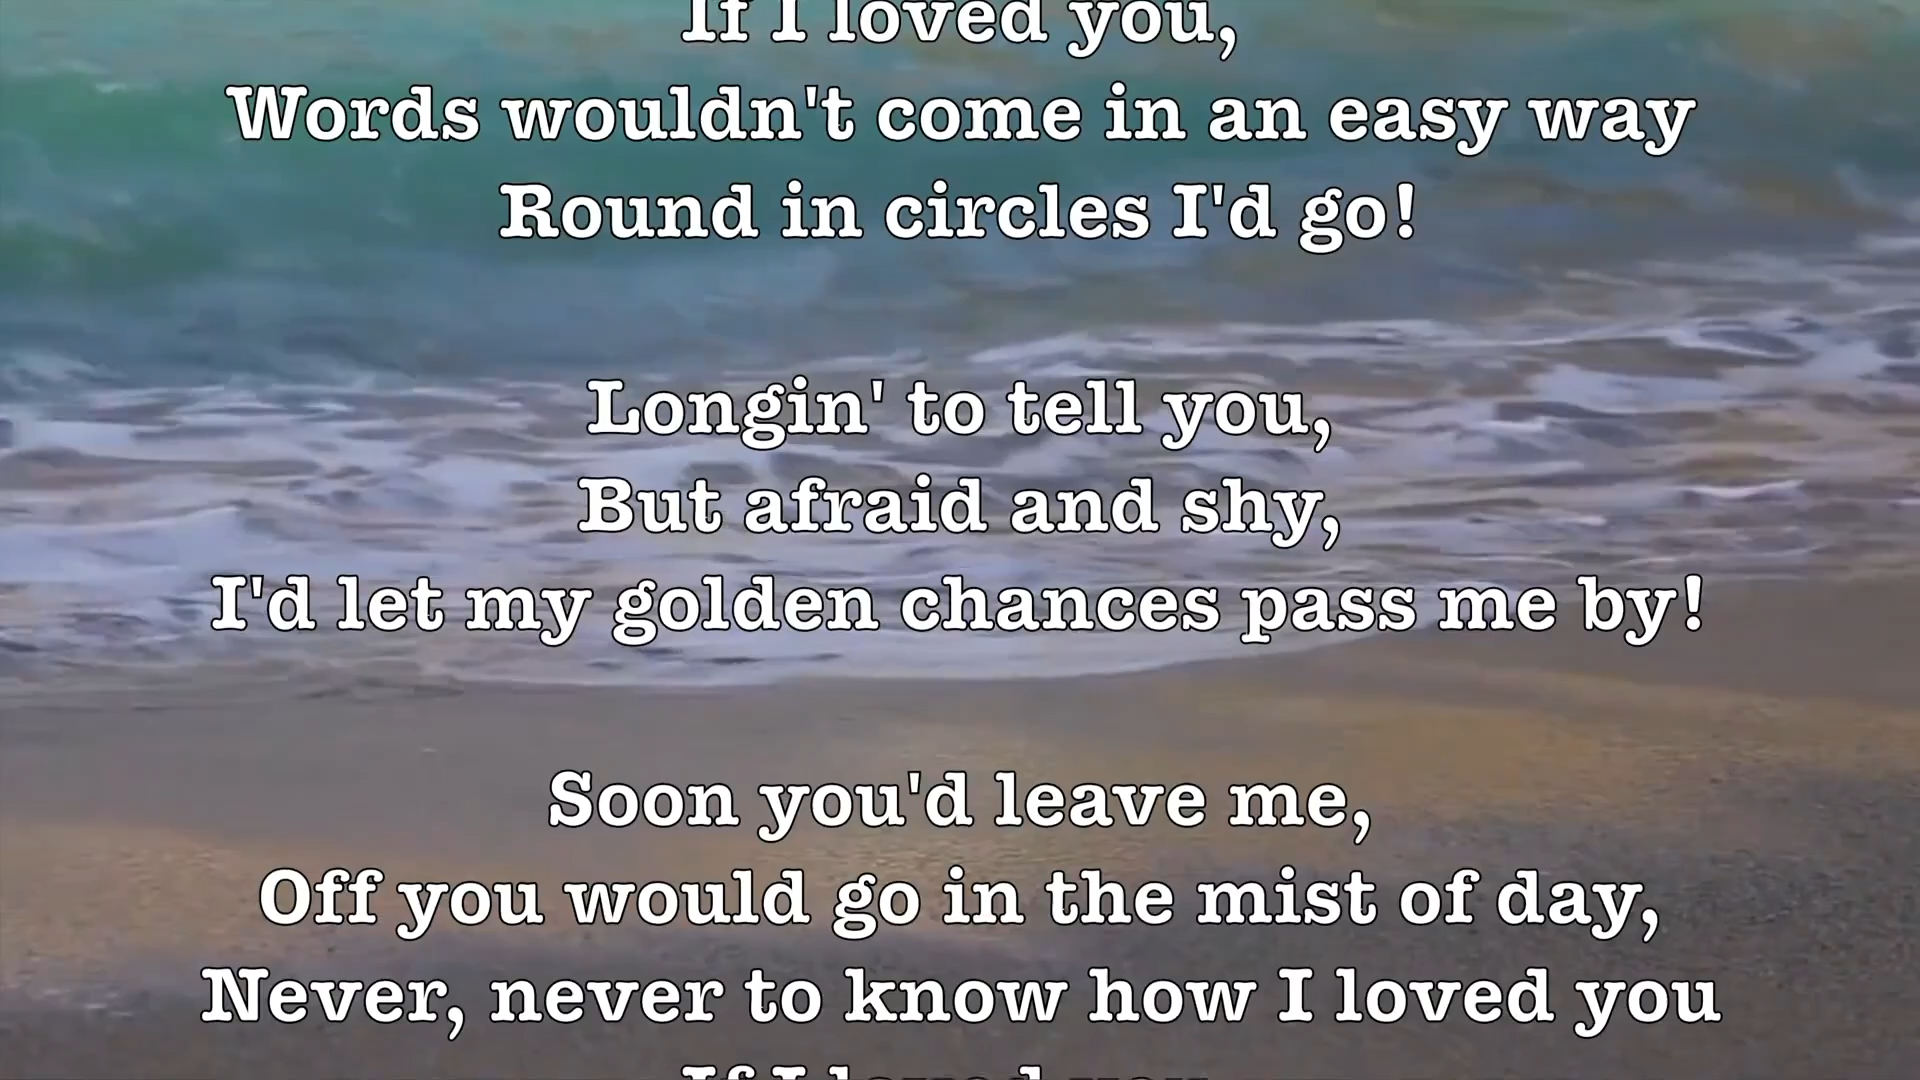 If I loved you,
Words wouldn't come in an easy way
Round in circles I'd go!
Longin' to tell you,
But afraid and shy,
I'd let my golden chances pass me by!
Soon you'd leave me,
Off you would go in the mist of day,
Never, never to know how I loved you
If I loved you